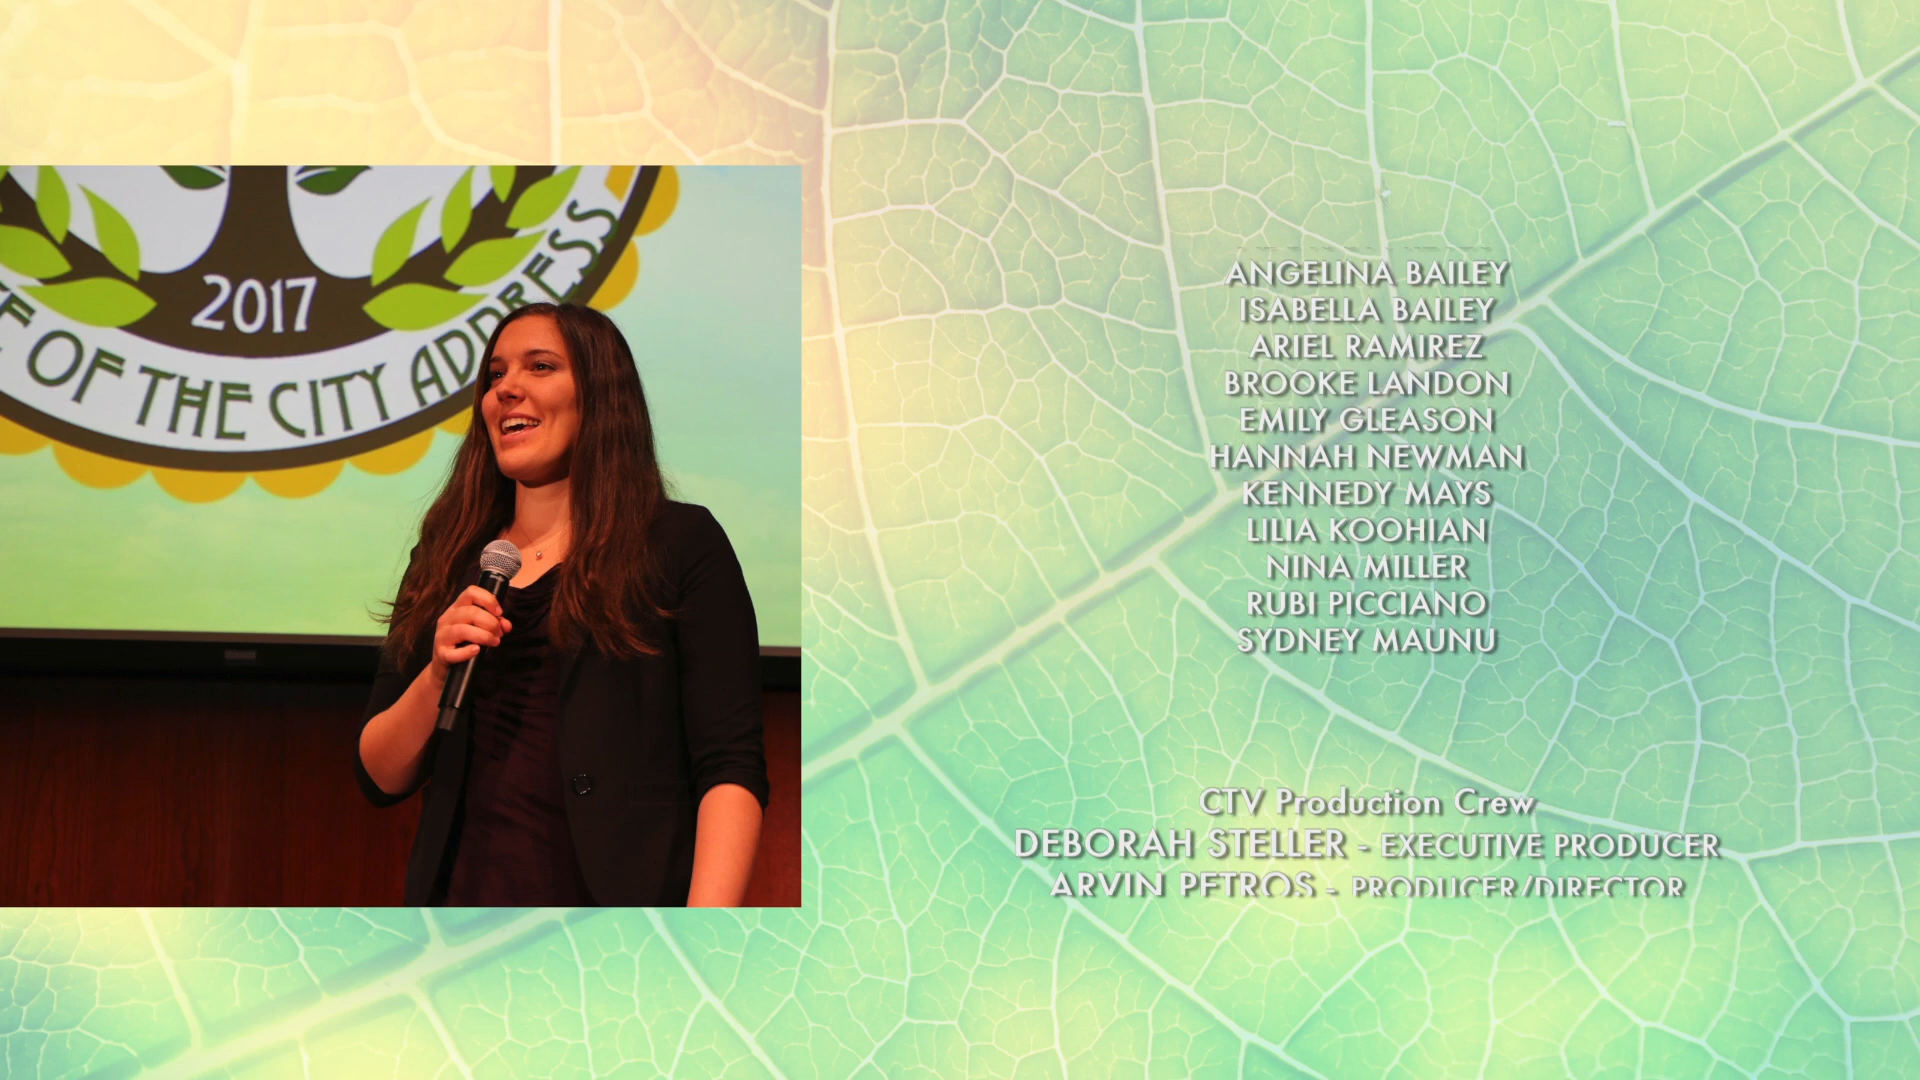 2017
OF THE CITY ADDRESS
ANGELINA BAILEY
ISABELLA BAILEY
ARIEL RAMIREZ
BROOKE LANDON
EMILY GLEASON
HANNAH NEWMAN
KENNEDY MAYS
LILIA KOOHIAN
NINA MILLER
RUBI PICCIANO
SYDNEY MAUNU
CTV Production Crew
DEBORAH STELLER - EXECUTIVE PRODUCER
ARVIN PETROS - PRODUCER/DIRECTOR